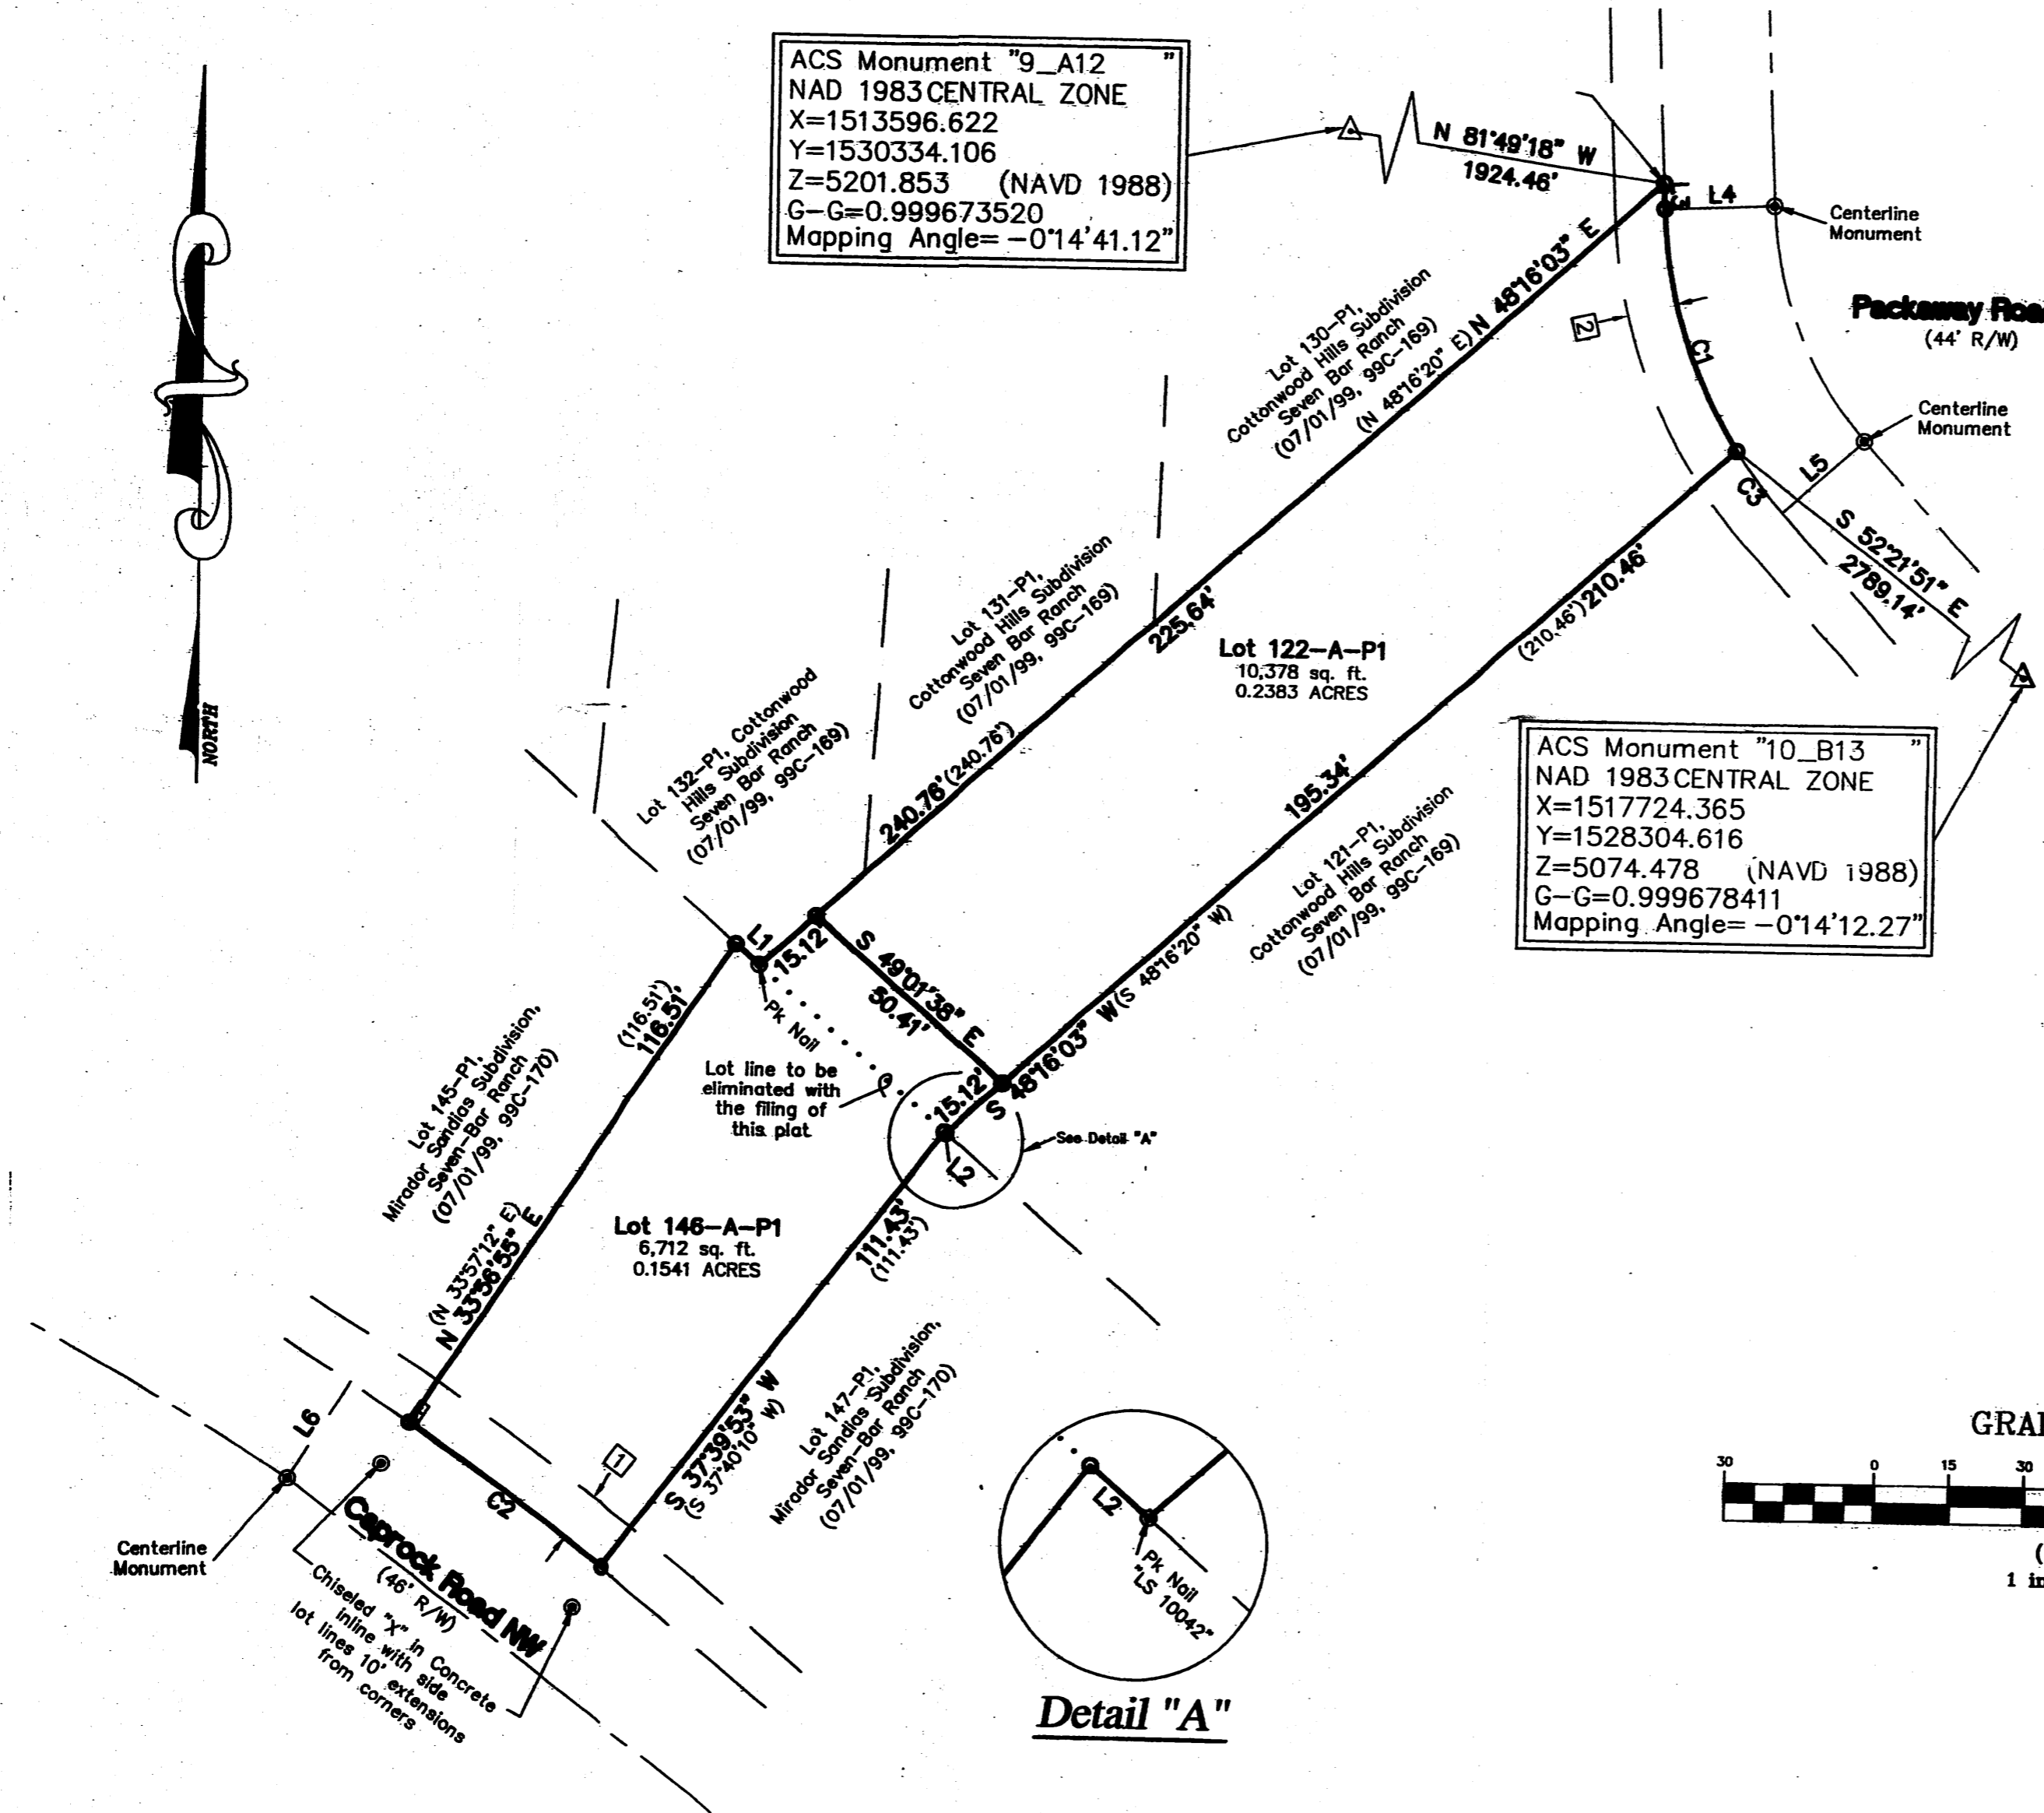 ACS Monument "9_A12 "
NAD 1983 CENTRAL ZONE
X=1513596.622
Y=1530334.106
Z=5201.853 (NAVD 1988)
G-G=0.999673520
Mapping Angle= -0°14'41.12"
N 81°49'18" W
1924.46'
L4
Centerline
Monument
Packaway
(44' R/W)
2
C1
Centerline
Monument
L5
C3
S 52°21'51" E
2789.14'
NORTH
Lot 130-P1,
Cottonwood Hills Subdivision
Seven Bar Ranch
(07/01/99, 99C-169)
(N 48°16'20" E) N 48°16'03" E
Lot 131-P1,
Cottonwood Hills Subdivision
Seven Bar Ranch
(07/01/99, 99C-169)
225.64'
Lot 122-A-P1
10,378 sq. ft.
0.2383 ACRES
(210.46') 210.46'
Lot 132-P1, Cottonwood
Hills Subdivision
Seven Bar Ranch
(07/01/99, 99C-169)
240.76' (240.76')
195.34'
Lot 121-P1,
Cottonwood Hills Subdivision
Seven Bar Ranch
(07/01/99, 99C-169)
S 48°16'03" W (S 48°16'20" W)
ACS Monument "10_B13 "
NAD 1983 CENTRAL ZONE
X=1517724.365
Y=1528304.616
Z=5074.478 (NAVD 1988)
G-G=0.999678411
Mapping Angle= -0°14'12.27"
L1
15.12'
Pk Nail
S 49°01'38" E
50.41'
Lot line to be
eliminated with
the filing of
this plat
15.12'
See Detail "A"
L2
(116.51')
116.51'
Lot 145-P1,
Mirador Sandias Subdivision,
Seven-Bar Ranch
(07/01/99, 99C-170)
(N 33°57'12" E)
N 33°56'55" E
Lot 146-A-P1
6,712 sq. ft.
0.1541 ACRES
111.43'
(111.43')
S 37°39'53" W
(S 37°40'10" W)
Lot 147-P1,
Mirador Sandias Subdivision,
Seven-Bar Ranch
(07/01/99, 99C-170)
L6
1
C2
Centerline
Monument
Caprock Road NW
(46' R/W)
Chiseled "X" in Concrete
inline with side
lot lines 10' extensions
from corners
L2
Pk Nail
"LS 10042"
Detail "A"
30
0
15
30